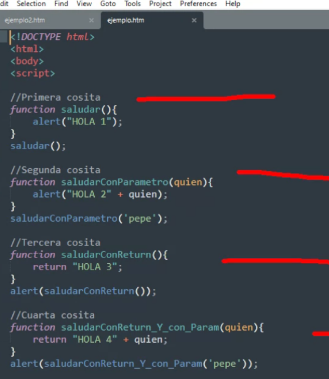 dit Selection Find View Goto Tools Project Preferences Help
ejempio2.htm × ejempio.htm ×
<!DOCTYPE html>
<html>
<body>
<script>
//Primera cosita
function saludar(){
alert("HOLA 1");
}
saludar();
//Segunda cosita
function saludarConParametro(quien){
alert("HOLA 2" + quien);
}
saludarConParametro('pepe');
//Tercera cosita
function saludarConReturn(){
return "HOLA 3";
}
alert(saludarConReturn());
//Cuarta cosita
function saludarConReturn_Y_con_Param(quien){
return "HOLA 4" + quien;
}
alert(saludarConReturn_Y_con_Param('pepe'));